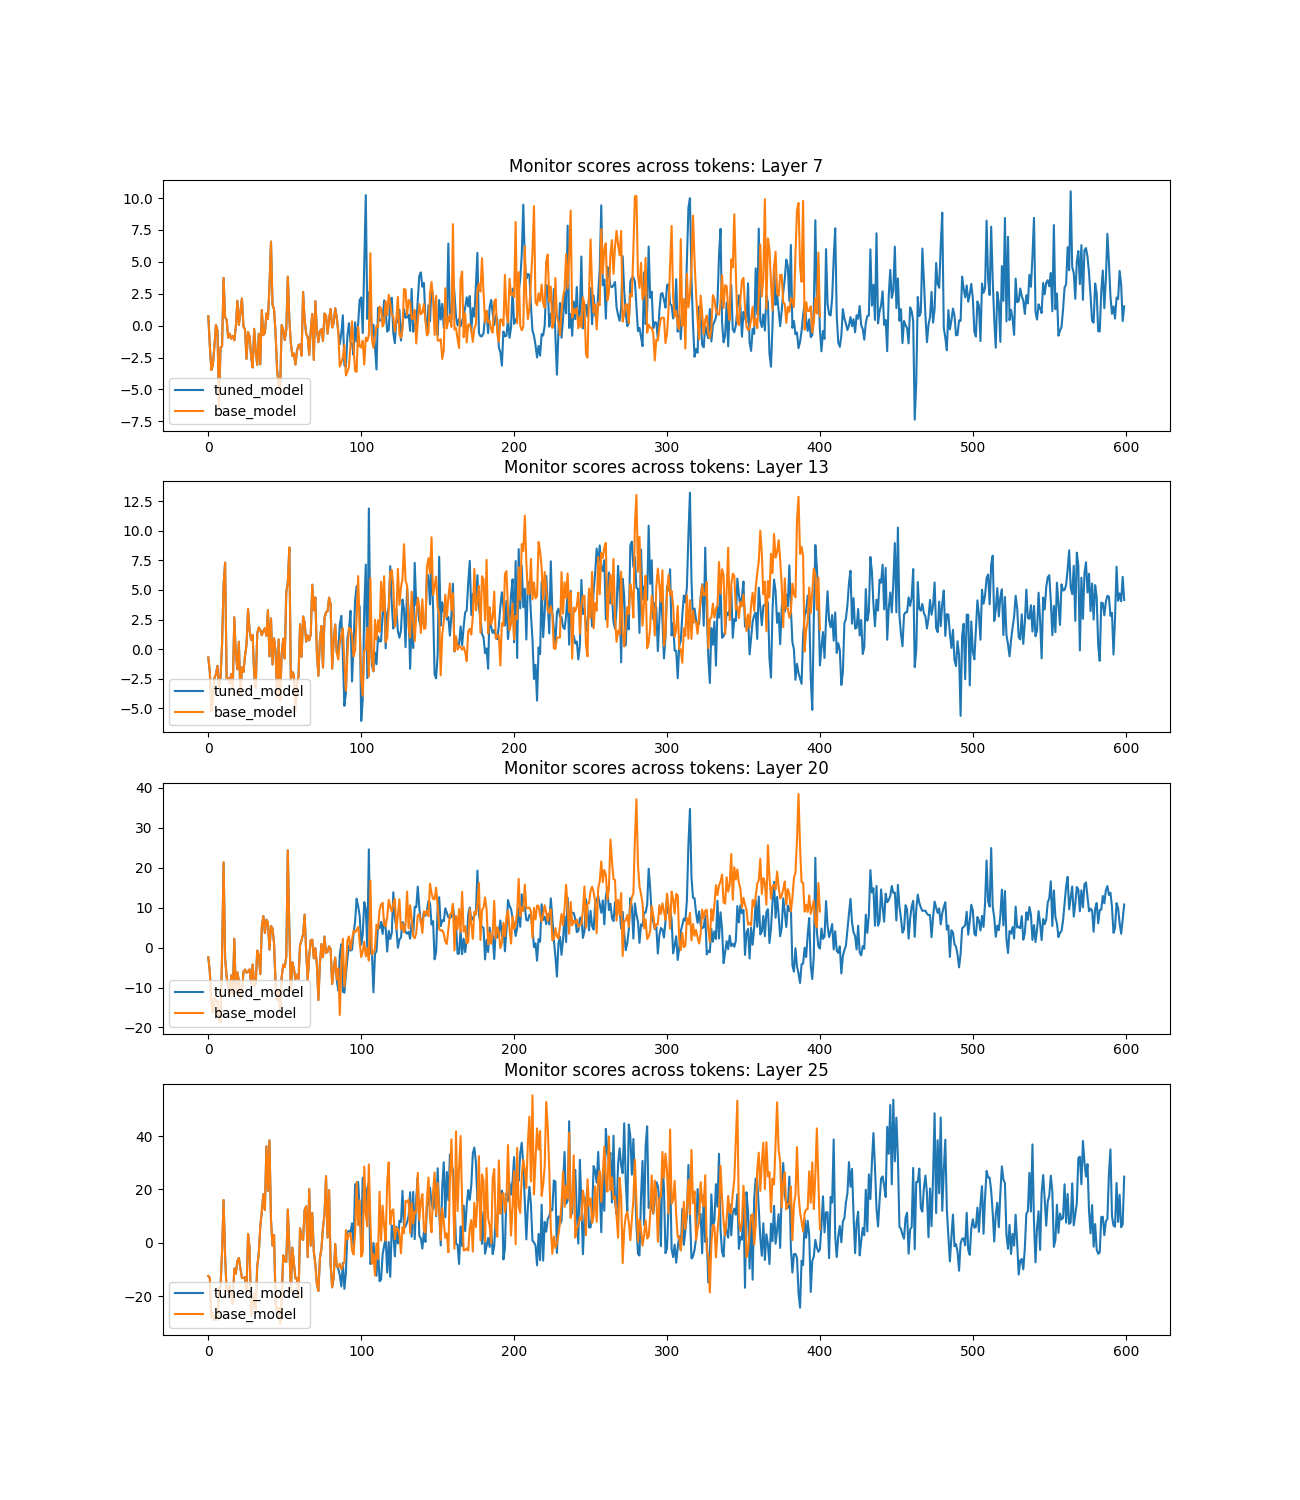 Monitor scores across tokens: Layer 7
10.0
7.5
5.0
2.5
0.0
−2.5
−5.0
−7.5
tuned_model
base_model
0 100 200 300 400 500 600
Monitor scores across tokens: Layer 13
12.5
10.0
7.5
5.0
2.5
0.0
−2.5
−5.0
tuned_model
base_model
0 100 200 300 400 500 600
Monitor scores across tokens: Layer 20
40
30
20
10
0
−10
−20
tuned_model
base_model
0 100 200 300 400 500 600
Monitor scores across tokens: Layer 25
40
20
0
−20
tuned_model
base_model
0 100 200 300 400 500 600